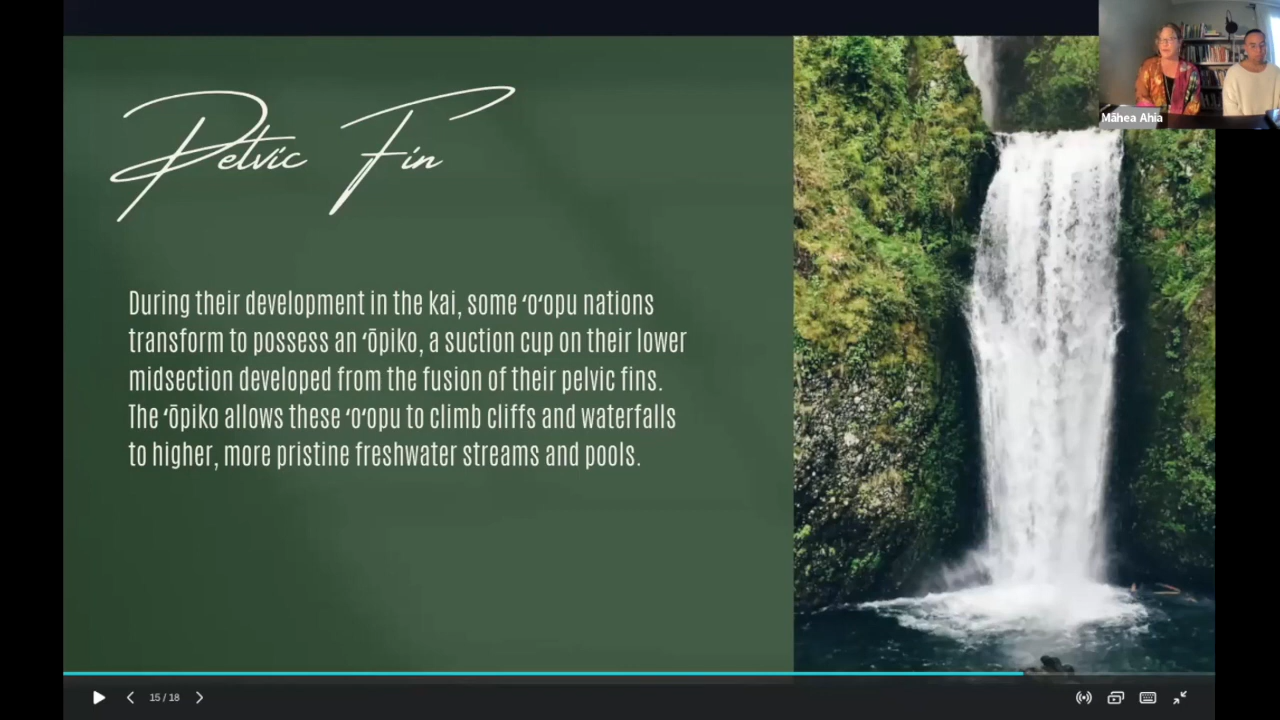 Māhea Ahia
Pelvic Fin
During their development in the kai, some ʻoʻopu nations
transform to possess an ʻōpiko, a suction cup on their lower
midsection developed from the fusion of their pelvic fins.
The ʻōpiko allows these ʻoʻopu to climb cliffs and waterfalls
to higher, more pristine freshwater streams and pools.
15 / 18